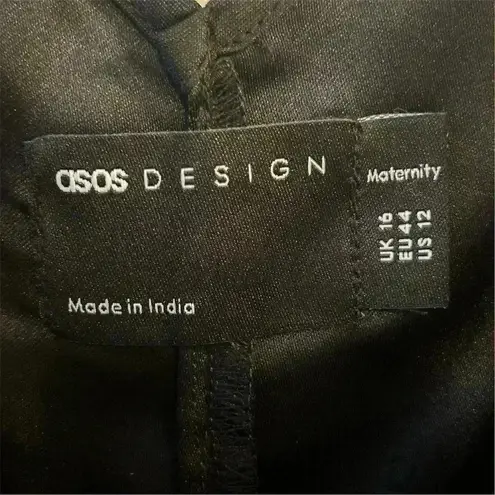 asos DESIGN
Made in India
Maternity
UK 16
EU 44
US 12